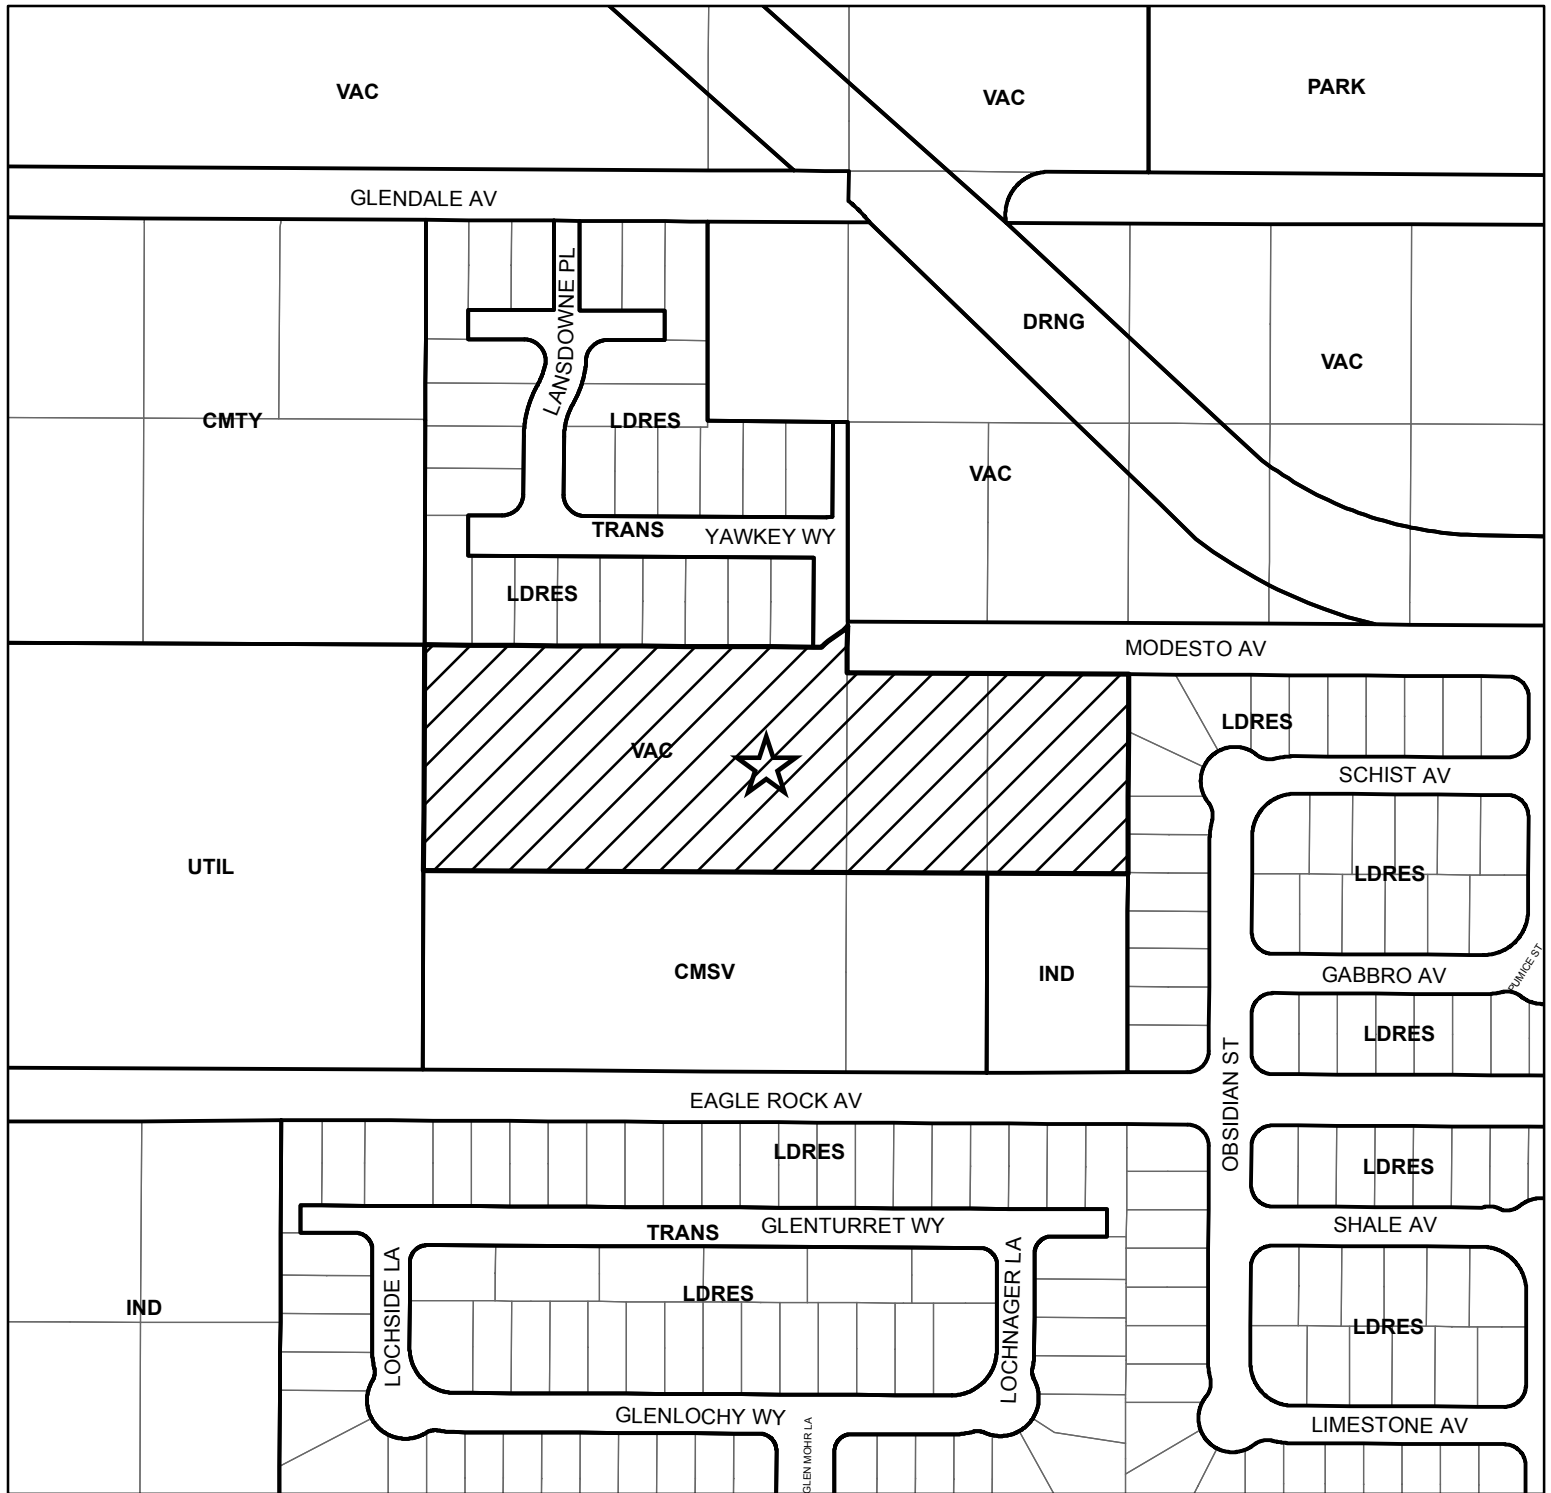 VAC
VAC
PARK
GLENDALE AV
LANSDOWNE PL
DRNG
VAC
CMTY
LDRES
VAC
TRANS
YAWKEY WY
LDRES
MODESTO AV
LDRES
VAC
SCHIST AV
UTIL
LDRES
CMSV
IND
GABBRO AV
PUMICE ST
LDRES
OBSIDIAN ST
EAGLE ROCK AV
LDRES
LDRES
TRANS
GLENTURRET WY
SHALE AV
LOCHSIDE LA
LOCHNAGER LA
LDRES
IND
LDRES
GLENLOCHY WY
GLEN MOHR LA
LIMESTONE AV